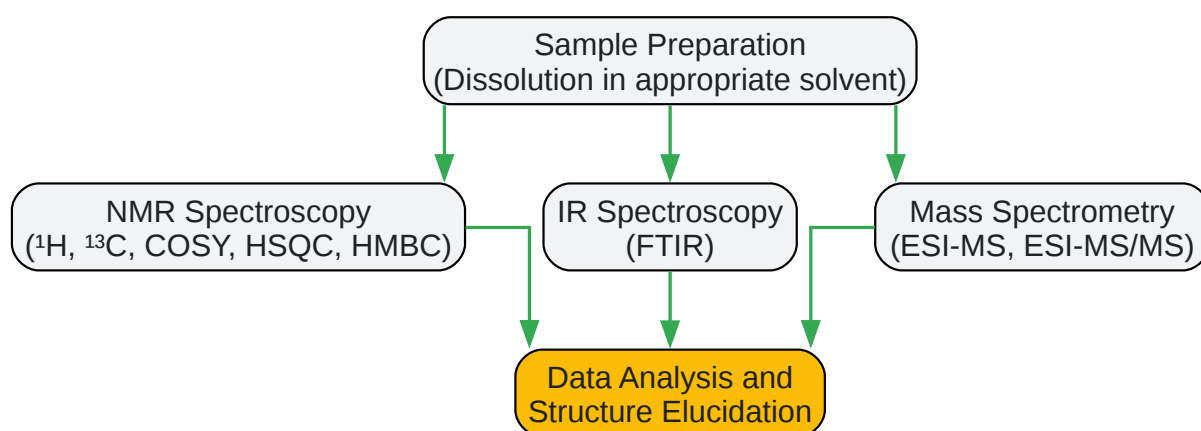 Sample Preparation
(Dissolution in appropriate solvent)
NMR Spectroscopy
(¹H, ¹³C, COSY, HSQC, HMBC)
IR Spectroscopy
(FTIR)
Mass Spectrometry
(ESI-MS, ESI-MS/MS)
Data Analysis and
Structure Elucidation